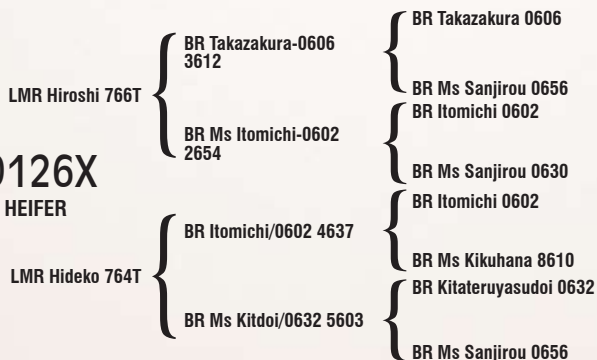 BR Takazakura 0606
BR Takazakura-0606
3612
BR Ms Sanjirou 0656
LMR Hiroshi 766T
BR Itomichi 0602
BR Ms Itomichi-0602
2654
BR Ms Sanjirou 0630
126X
HEIFER
BR Itomichi 0602
BR Itomichi/0602 4637
BR Ms Kikuhana 8610
LMR Hideko 764T
BR Kitateruyasudoi 0632
BR Ms Kitdoi/0632 5603
BR Ms Sanjirou 0656